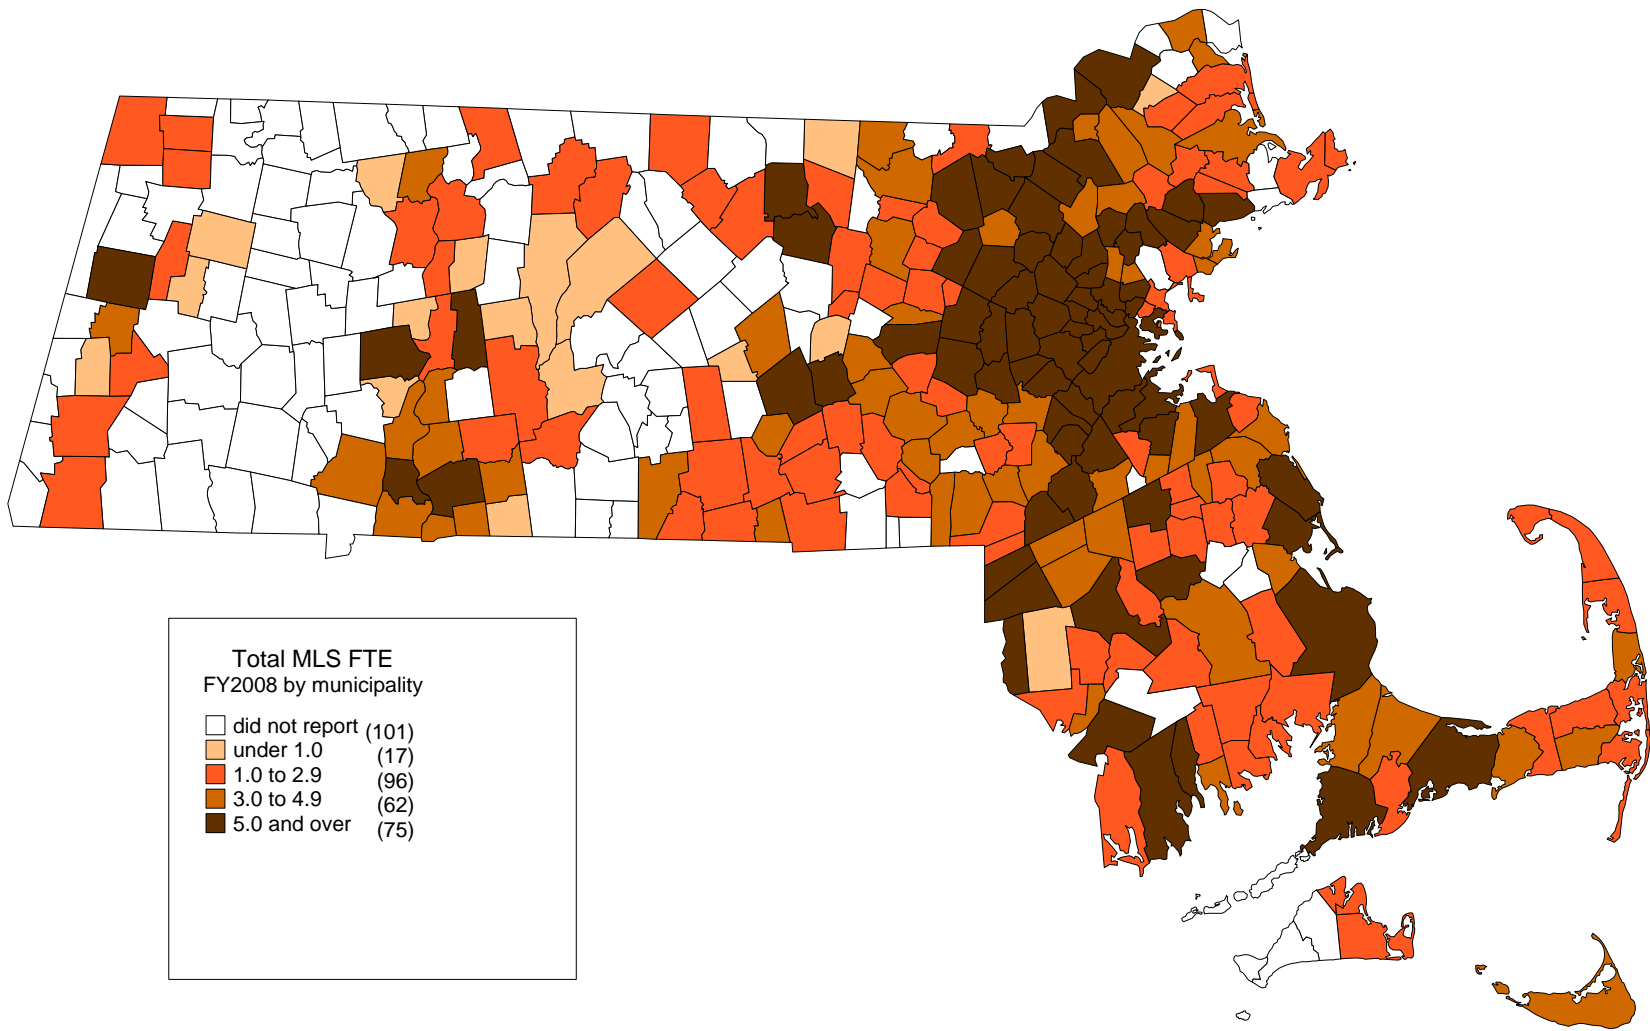 Total MLS FTE
FY2008 by municipality
did not report (101)
under 1.0 (17)
1.0 to 2.9 (96)
3.0 to 4.9 (62)
5.0 and over (75)